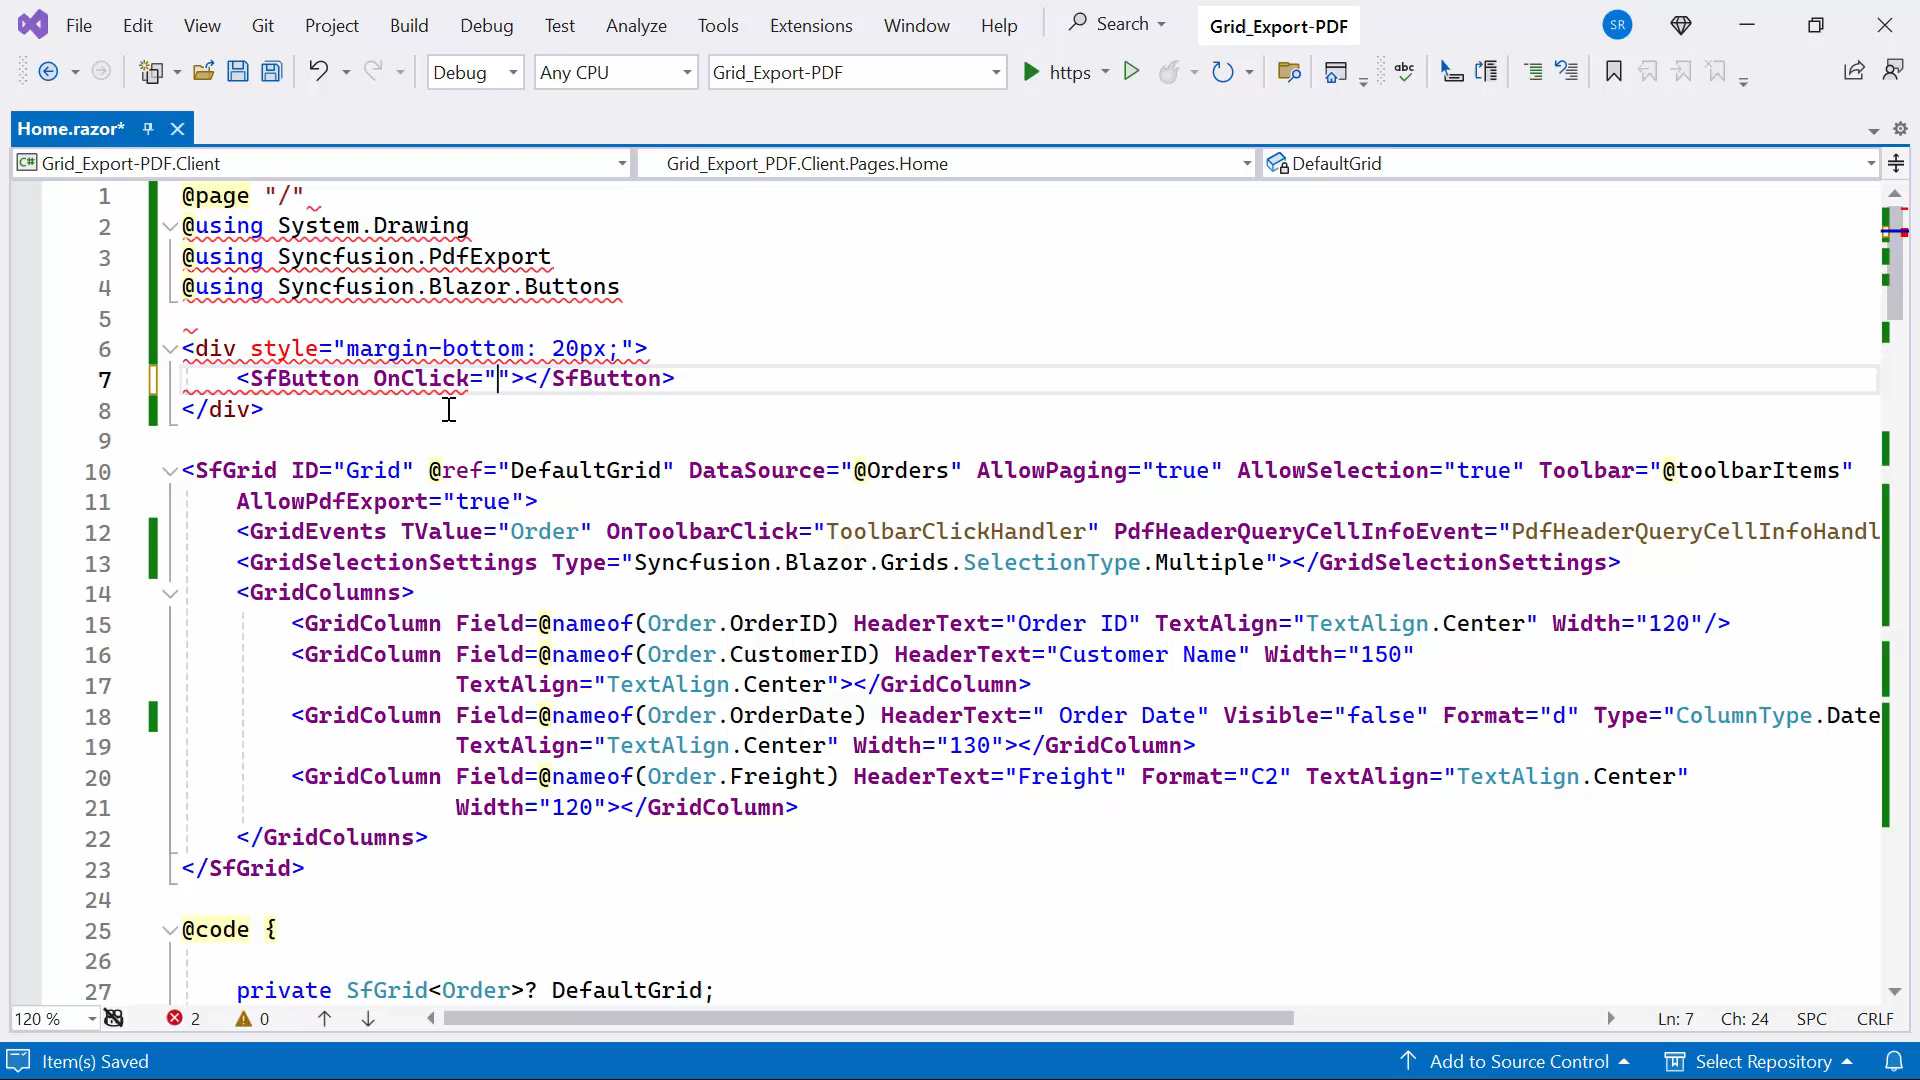 File Edit View Git Project Build Debug Test Analyze Tools Extensions Window Help Search Grid_Export-PDF SR
Debug Any CPU Grid_Export-PDF https abc
Home.razor*
C# Grid_Export-PDF.Client Grid_Export_PDF.Client.Pages.Home DefaultGrid
1 @page "/"
2 @using System.Drawing
3 @using Syncfusion.PdfExport
4 @using Syncfusion.Blazor.Buttons
5
6 <div style="margin-bottom: 20px;">
7 <SfButton OnClick=""></SfButton>
8 </div>
9
10 <SfGrid ID="Grid" @ref="DefaultGrid" DataSource="@Orders" AllowPaging="true" AllowSelection="true" Toolbar="@toolbarItems"
11 AllowPdfExport="true">
12 <GridEvents TValue="Order" OnToolbarClick="ToolbarClickHandler" PdfHeaderQueryCellInfoEvent="PdfHeaderQueryCellInfoHandl
13 <GridSelectionSettings Type="Syncfusion.Blazor.Grids.SelectionType.Multiple"></GridSelectionSettings>
14 <GridColumns>
15 <GridColumn Field=@nameof(Order.OrderID) HeaderText="Order ID" TextAlign="TextAlign.Center" Width="120"/>
16 <GridColumn Field=@nameof(Order.CustomerID) HeaderText="Customer Name" Width="150"
17 TextAlign="TextAlign.Center"></GridColumn>
18 <GridColumn Field=@nameof(Order.OrderDate) HeaderText=" Order Date" Visible="false" Format="d" Type="ColumnType.Date
19 TextAlign="TextAlign.Center" Width="130"></GridColumn>
20 <GridColumn Field=@nameof(Order.Freight) HeaderText="Freight" Format="C2" TextAlign="TextAlign.Center"
21 Width="120"></GridColumn>
22 </GridColumns>
23 </SfGrid>
24
25 @code {
26
27 private SfGrid<Order>? DefaultGrid;
120 % 2 0 Ln: 7 Ch: 24 SPC CRLF
Item(s) Saved Add to Source Control Select Repository